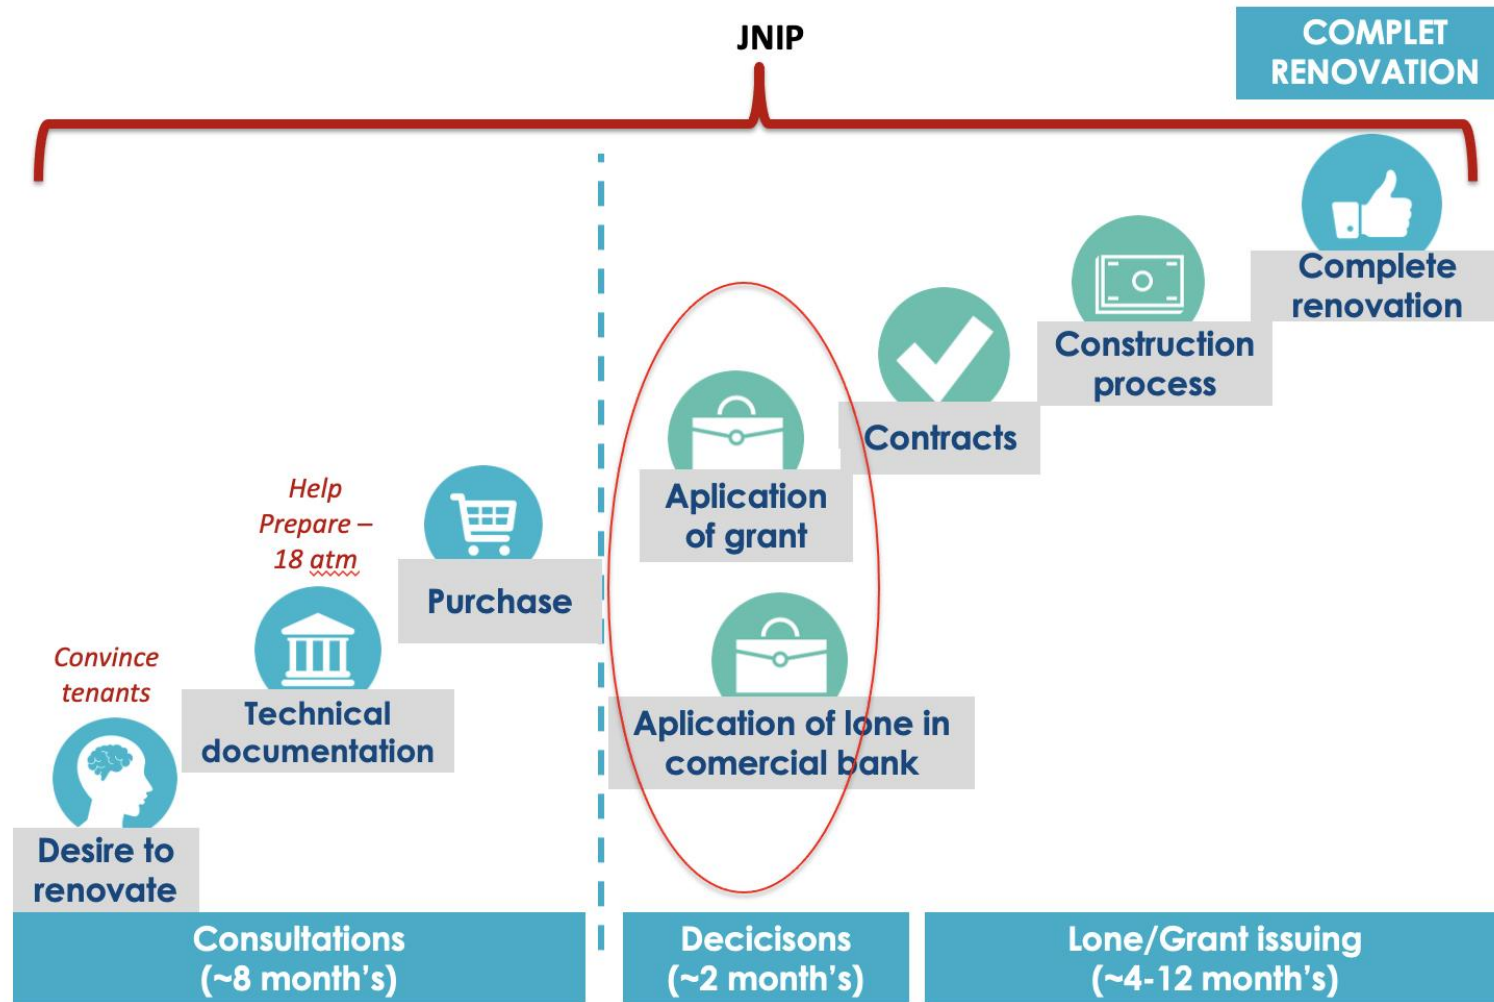 JNIP
COMPLET
RENOVATION
Complete
renovation
Construction
process
Contracts
Aplication
of grant
Help
Prepare –
18 atm
Purchase
Aplication of lone in
comercial bank
Convince
tenants
Technical
documentation
Desire to
renovate
Consultations
(~8 month's)
Decicisons
(~2 month's)
Lone/Grant issuing
(~4-12 month's)